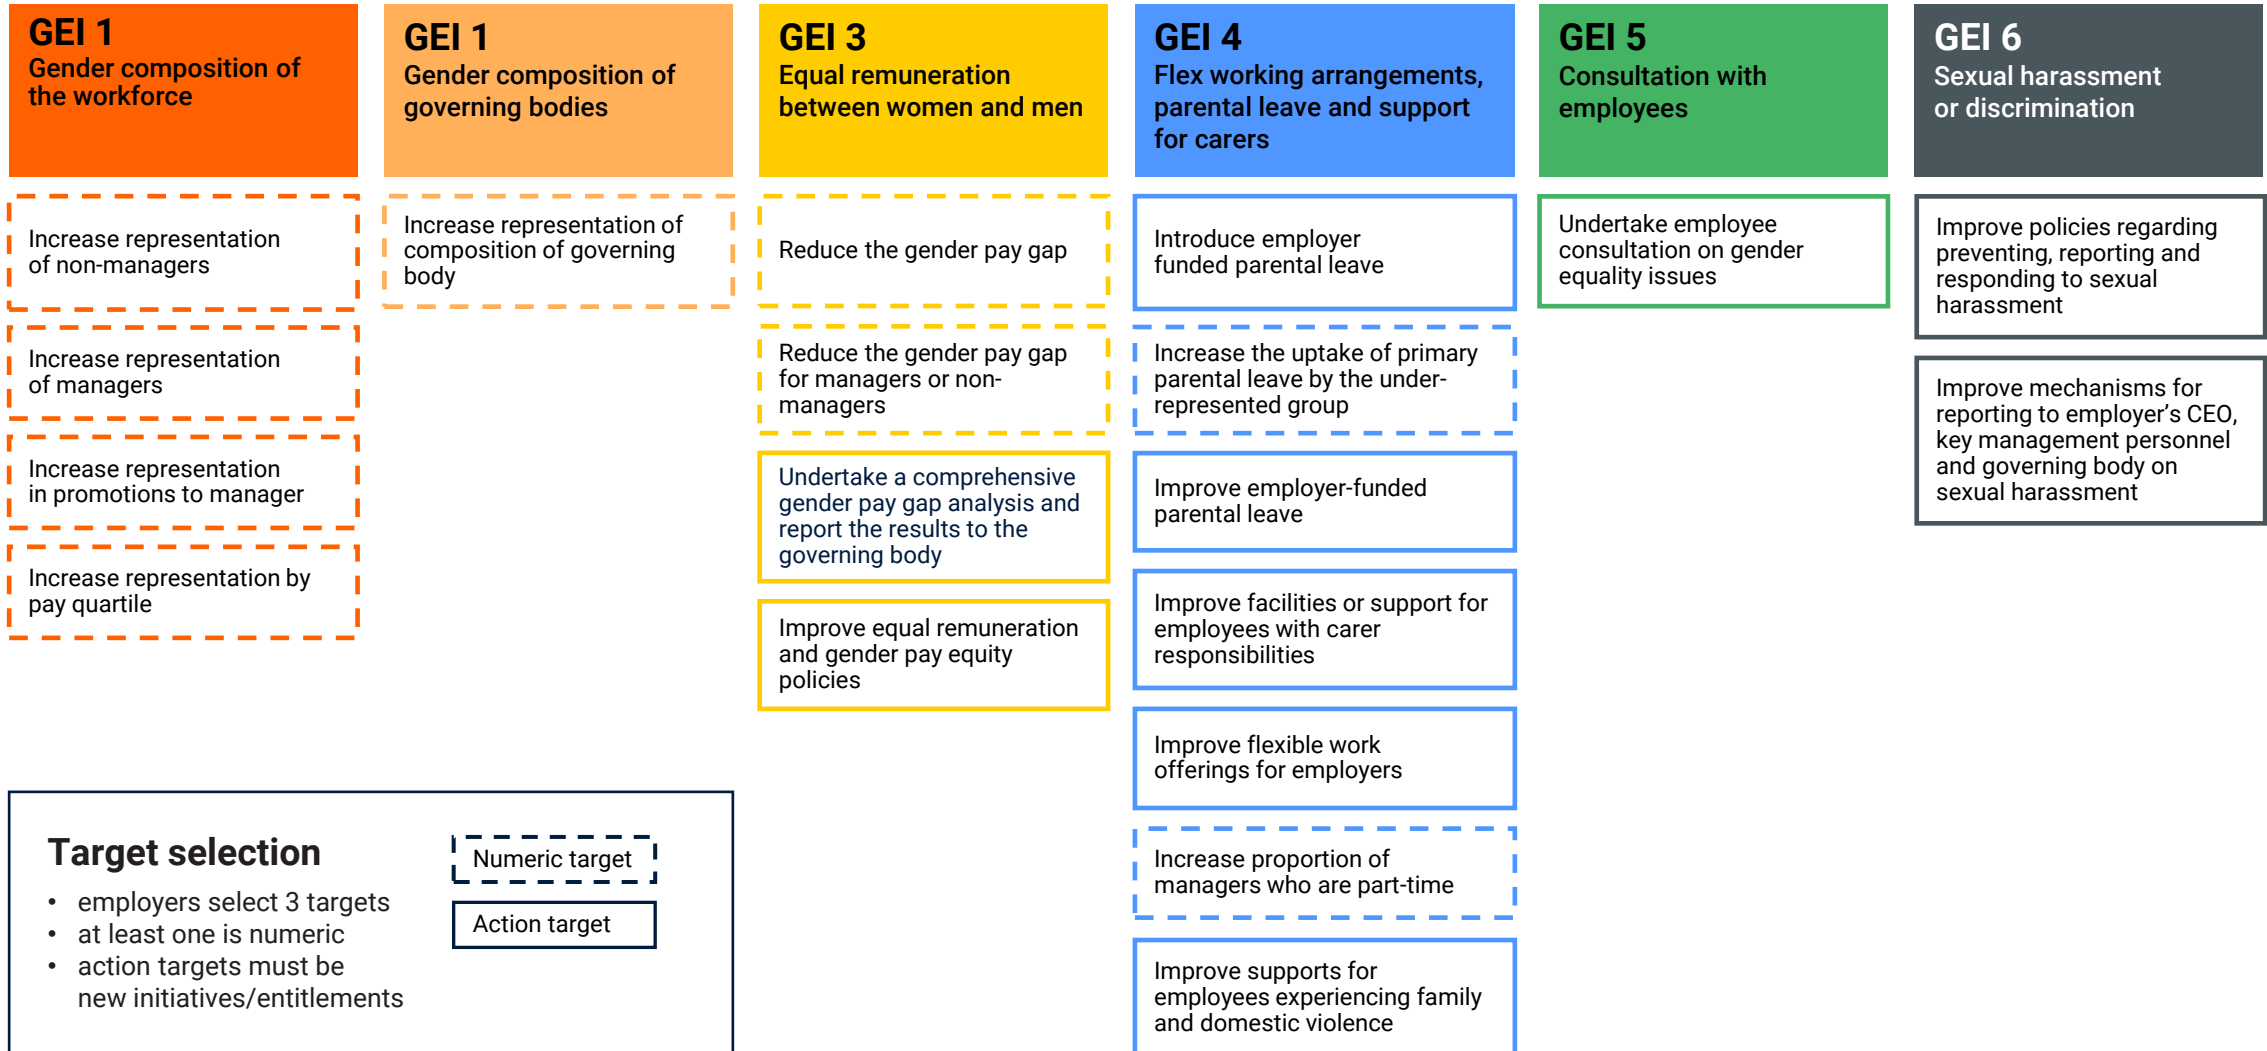 GEI 1
Gender composition of
the workforce
Increase representation
of non-managers
Increase representation
of managers
Increase representation
in promotions to manager
Increase representation by
pay quartile
GEI 1
Gender composition of
governing bodies
Increase representation of
composition of governing
body
GEI 3
Equal remuneration
between women and men
Reduce the gender pay gap
Reduce the gender pay gap
for managers or non-
managers
Undertake a comprehensive
gender pay gap analysis and
report the results to the
governing body
Improve equal remuneration
and gender pay equity
policies
GEI 4
Flex working arrangements,
parental leave and support
for carers
Introduce employer
funded parental leave
Increase the uptake of primary
parental leave by the under-
represented group
Improve employer-funded
parental leave
Improve facilities or support for
employees with carer
responsibilities
Improve flexible work
offerings for employers
Increase proportion of
managers who are part-time
Improve supports for
employees experiencing family
and domestic violence
GEI 5
Consultation with
employees
Undertake employee
consultation on gender
equality issues
GEI 6
Sexual harassment
or discrimination
Improve policies regarding
preventing, reporting and
responding to sexual
harassment
Improve mechanisms for
reporting to employer’s CEO,
key management personnel
and governing body on
sexual harassment
Target selection
• employers select 3 targets
• at least one is numeric
• action targets must be
new initiatives/entitlements
Numeric target
Action target